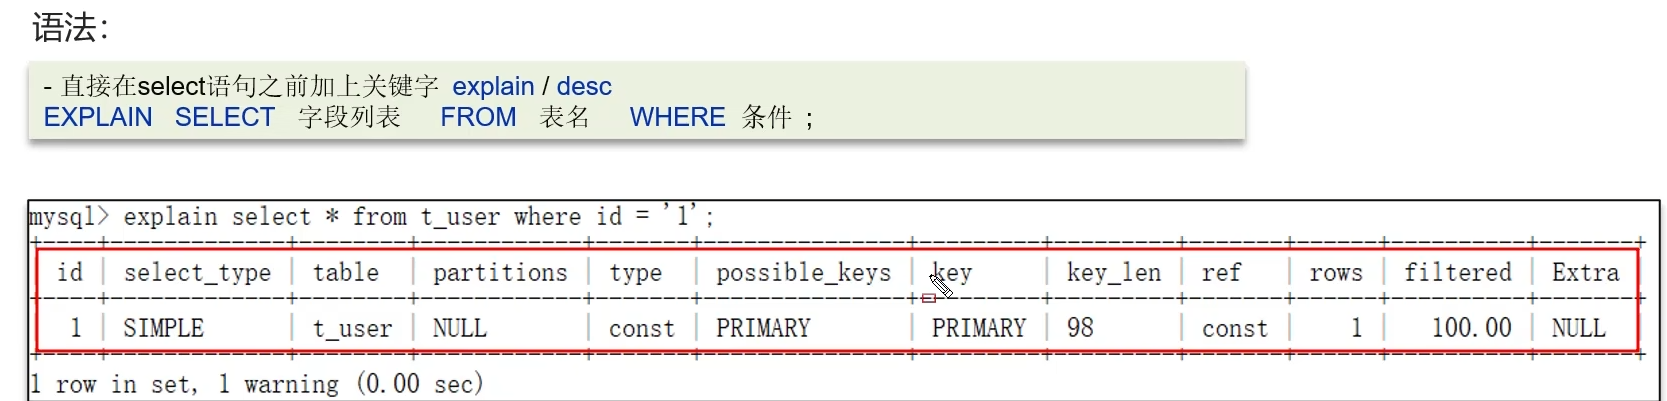 语法：
- 直接在select语句之前加上关键字 explain / desc
EXPLAIN SELECT 字段列表 FROM 表名 WHERE 条件 ;
mysql> explain select * from t_user where id = '1';
+----+-------------+--------+------------+-------+---------------+---------+---------+-------+------+----------+-------+
| id | select_type | table | partitions | type | possible_keys | key | key_len | ref | rows | filtered | Extra |
+----+-------------+--------+------------+-------+---------------+---------+---------+-------+------+----------+-------+
| 1 | SIMPLE | t_user | NULL | const | PRIMARY | PRIMARY | 98 | const | 1 | 100.00 | NULL |
+----+-------------+--------+------------+-------+---------------+---------+---------+-------+------+----------+-------+
1 row in set, 1 warning (0.00 sec)